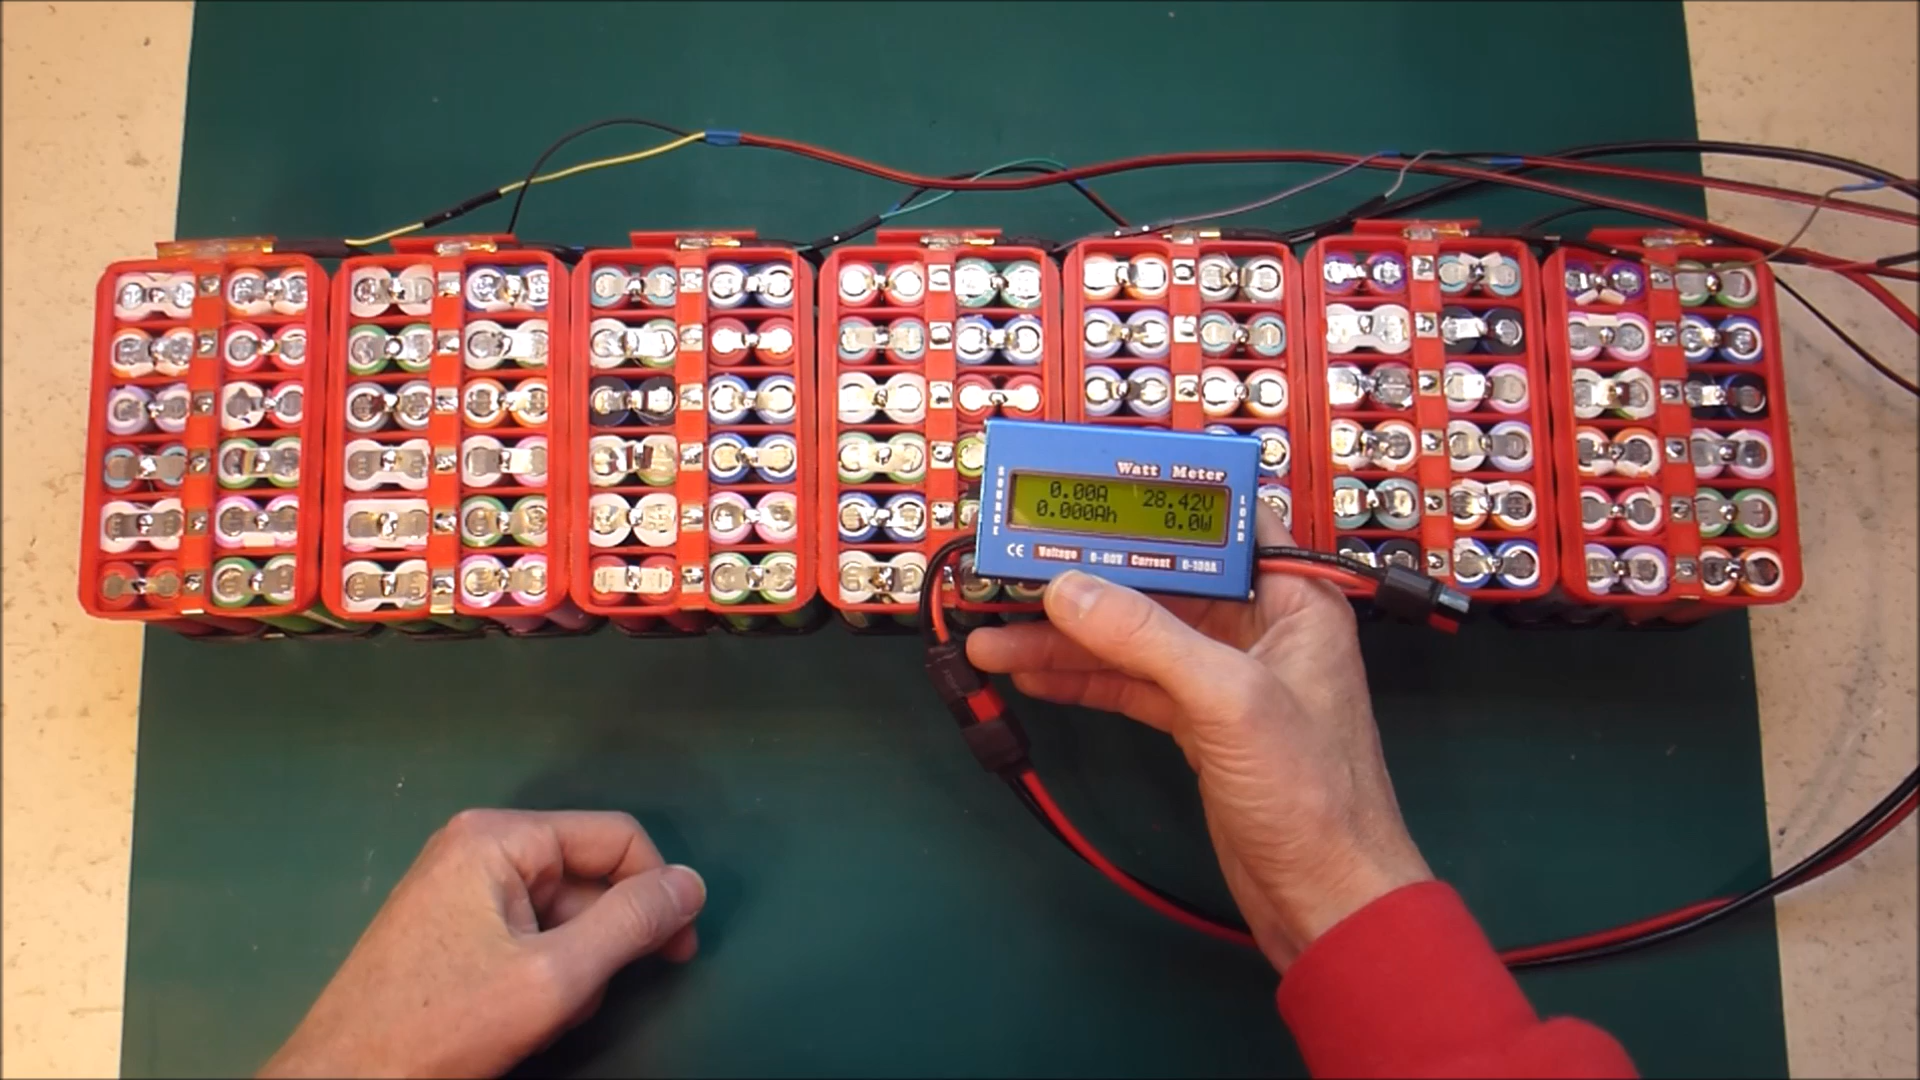 Watt Meter
SOURCE
0.00A 28.42V
0.000Ah 0.0W
LOAD
CE Voltage 0-60V Current 0-100A